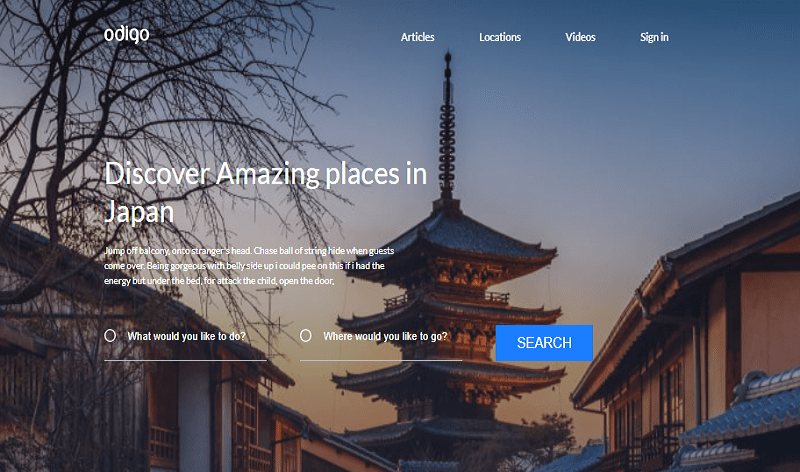 odigo
Articles Locations Videos Sign in
Discover Amazing places in
Japan
Jump off balcony, onto stranger's head. Chase ball of string hide when guests
come over. Being gorgeous with belly side up i could pee on this if i had the
energy but under the bed, for attack the child, open the door,
What would you like to do? Where would you like to go? SEARCH